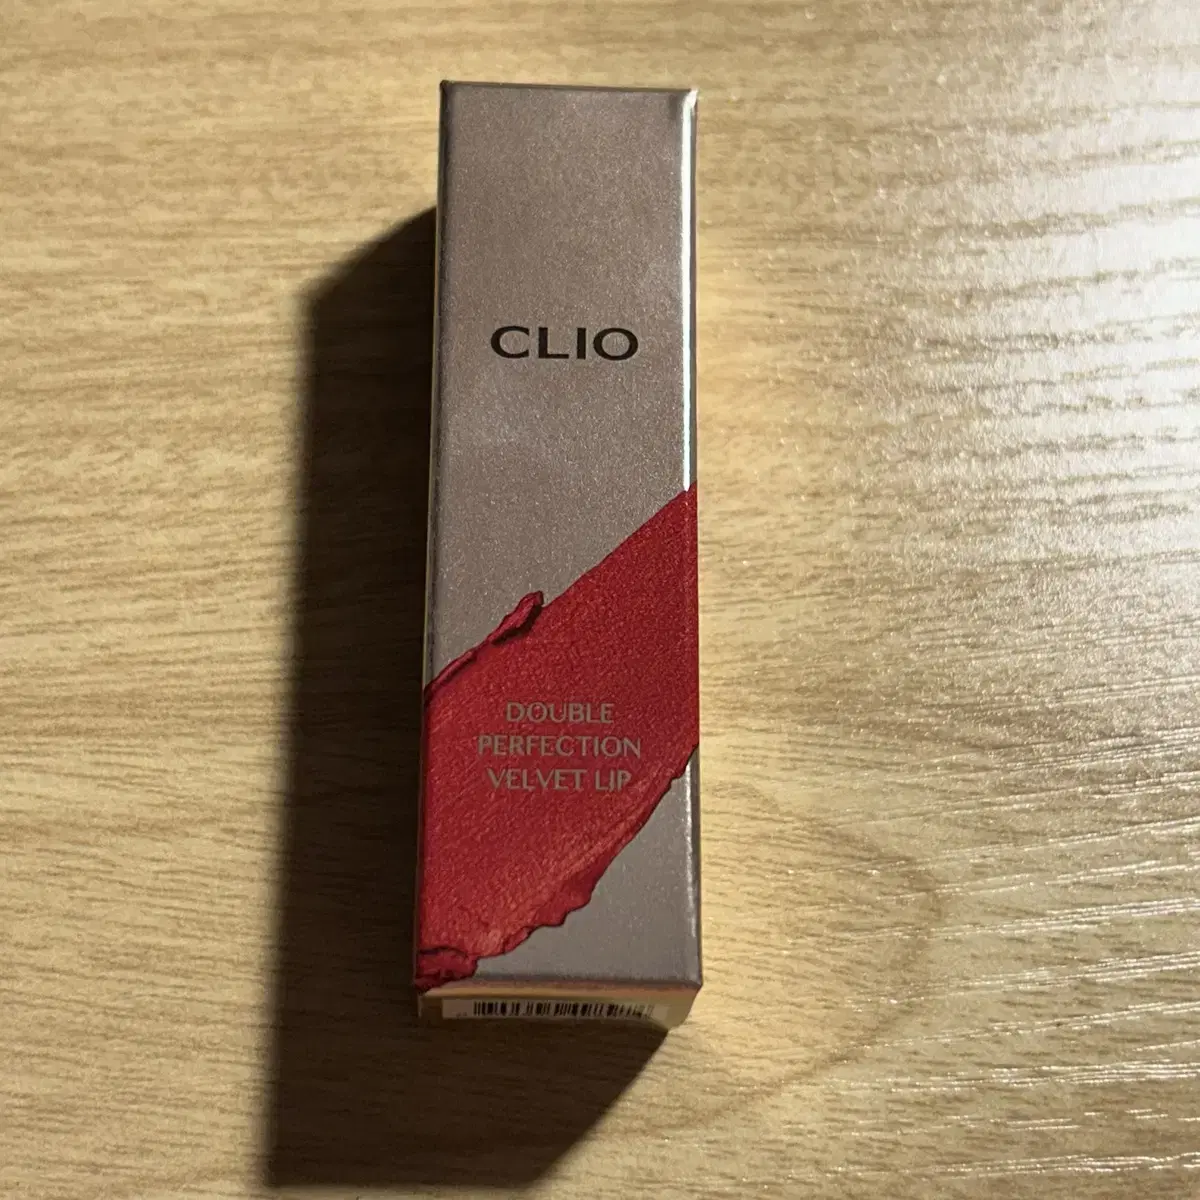 CLIO
DOUBLE
PERFECTION
VELVET LIP